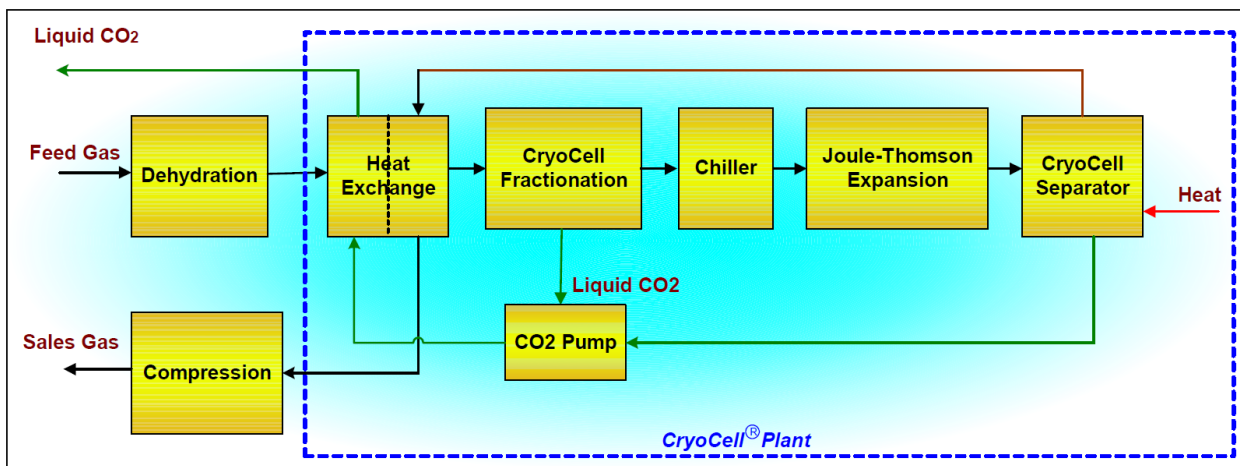 Liquid CO2
Feed Gas
Dehydration
Heat
Exchange
CryoCell
Fractionation
Chiller
Joule-Thomson
Expansion
CryoCell
Separator
Heat
Liquid CO2
CO2 Pump
Sales Gas
Compression
CryoCell® Plant